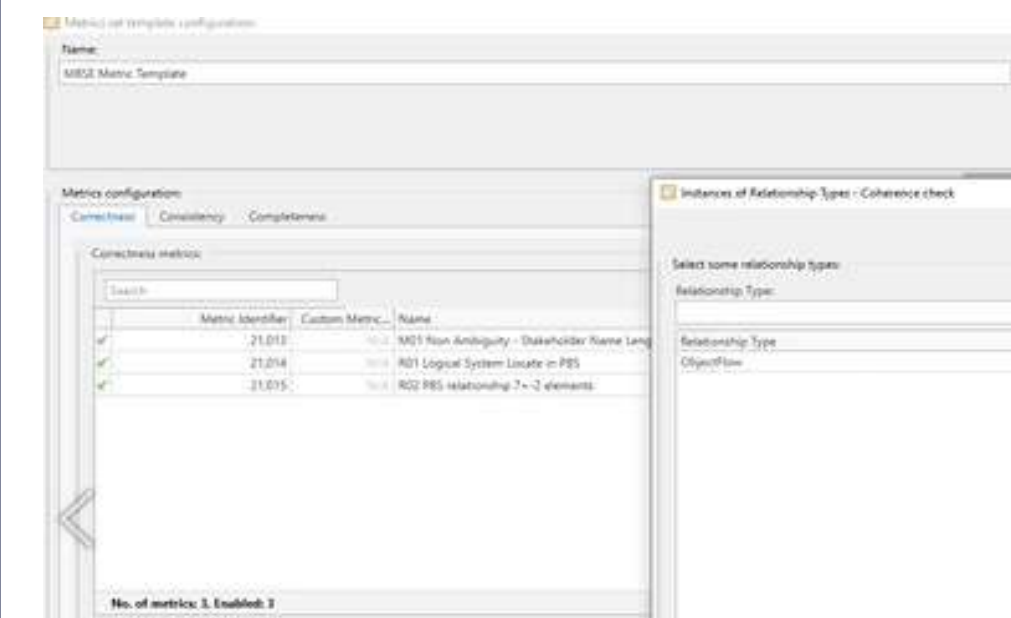 Metrics set template configuration
Name:
MBSE Metric Template
Metrics configuration:
Correctness Consistency Completeness
Correctness metrics:
Search
Metric Identifier Custom Metric... Name
21,013 N/A M01 Non Ambiguity - Stakeholder Name Leng
21,014 N/A R01 Logical System Locate in PBS
21,015 N/A R02 PBS relationship 7+-2 elements
No. of metrics: 3, Enabled: 3
Instances of Relationship Types - Coherence check
Select some relationship types:
Relationship Type:
Relationship Type
ObjectFlow